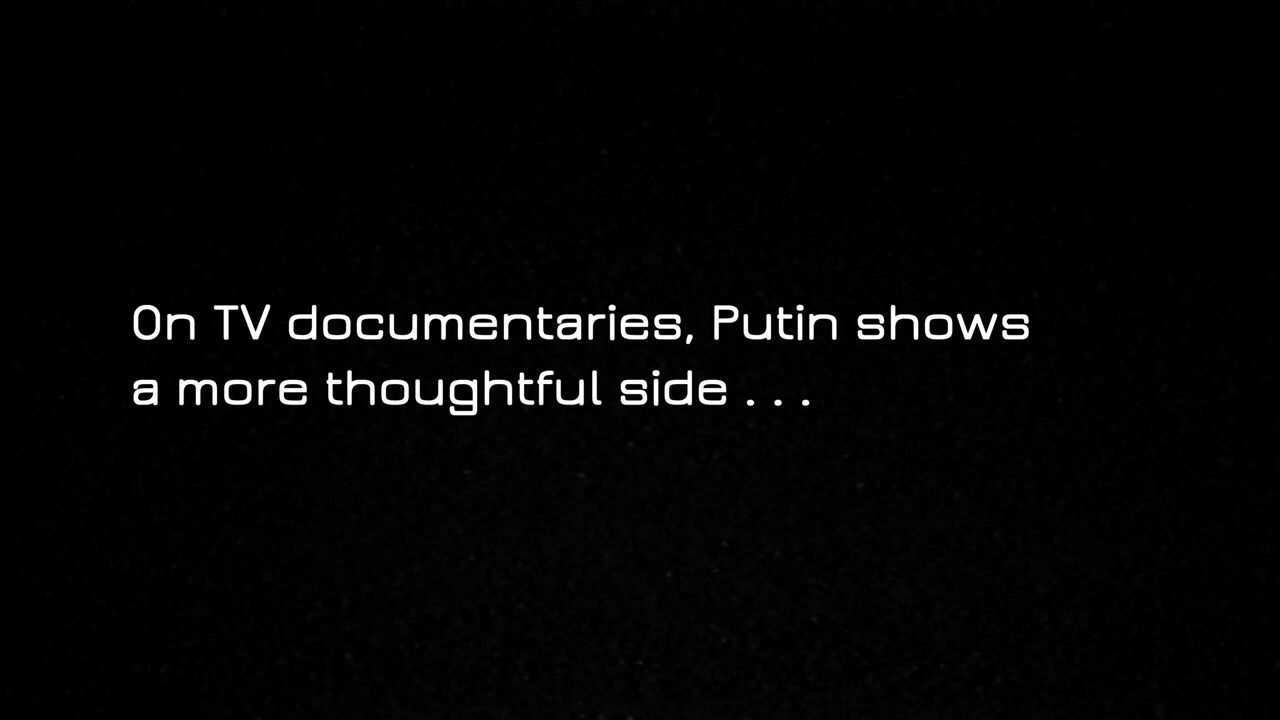 On TV documentaries, Putin shows
a more thoughtful side . . .